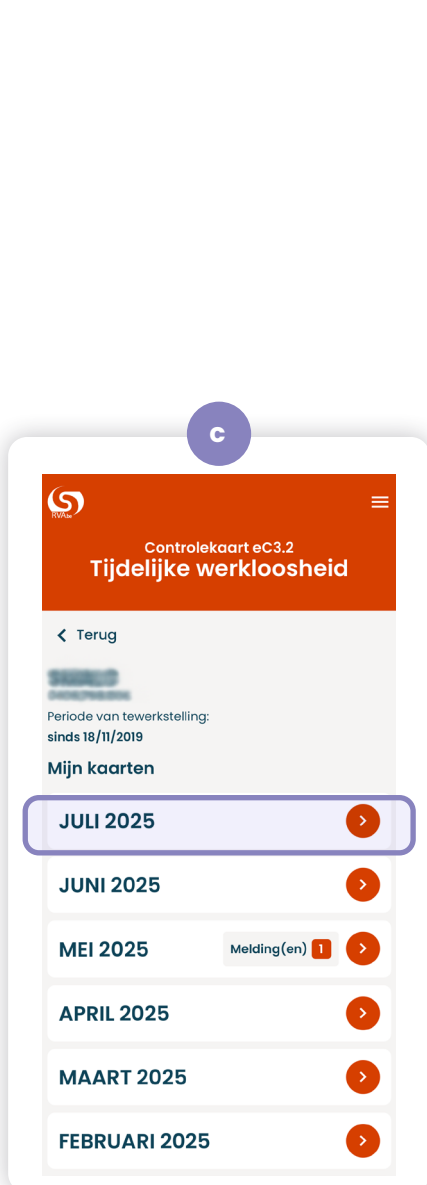 C
RVA.be
Controlekaart eC3.2
Tijdelijke werkloosheid
Terug
Periode van tewerkstelling:
sinds 18/11/2019
Mijn kaarten
JULI 2025
JUNI 2025
MEI 2025 Melding(en) 1
APRIL 2025
MAART 2025
FEBRUARI 2025